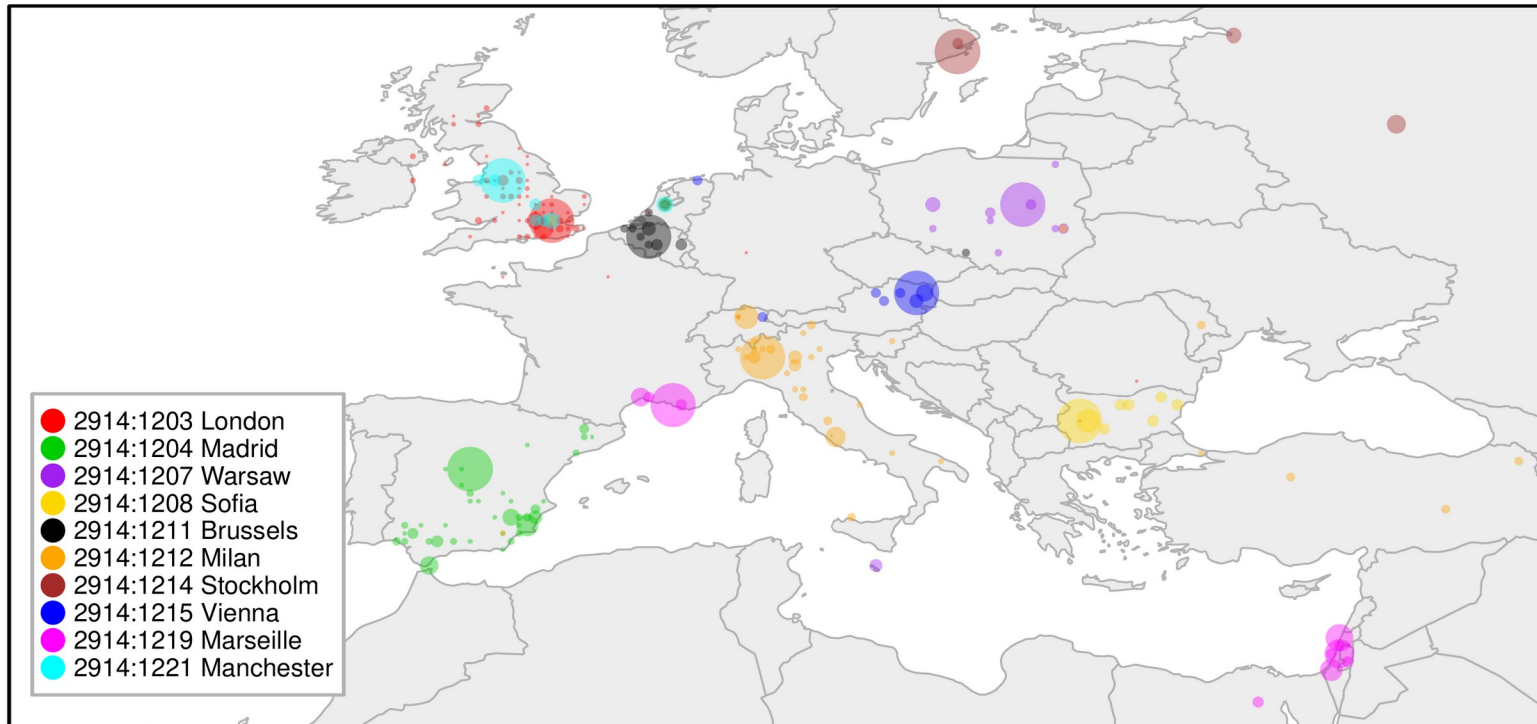 2914:1203 London
2914:1204 Madrid
2914:1207 Warsaw
2914:1208 Sofia
2914:1211 Brussels
2914:1212 Milan
2914:1214 Stockholm
2914:1215 Vienna
2914:1219 Marseille
2914:1221 Manchester